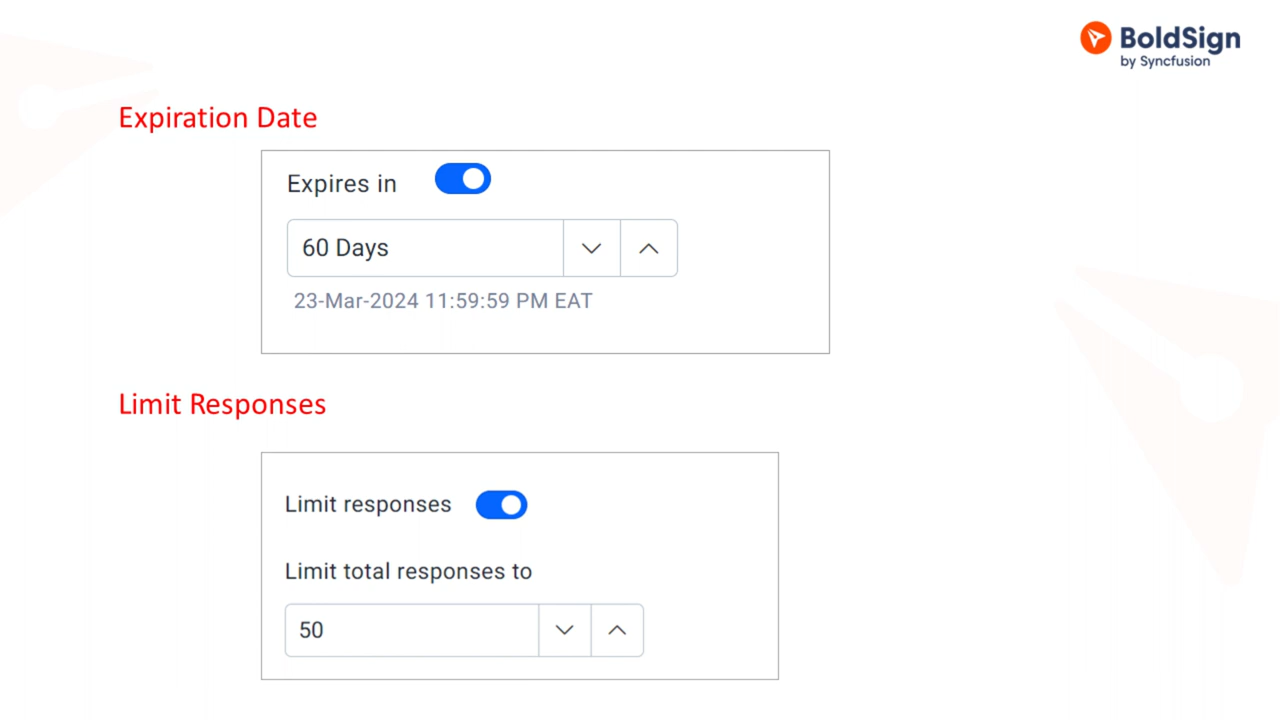 BoldSign
by Syncfusion
Expiration Date
Expires in
60 Days
23-Mar-2024 11:59:59 PM EAT
Limit Responses
Limit responses
Limit total responses to
50